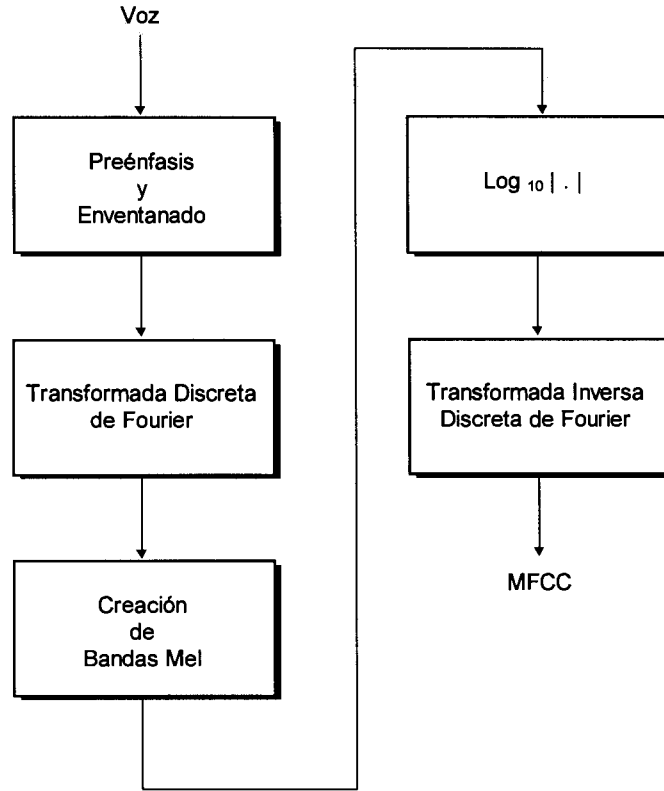 Voz
Preénfasis
y
Enventanado
Transformada Discreta
de Fourier
Creación
de
Bandas Mel
Log 10 | . |
Transformada Inversa
Discreta de Fourier
MFCC